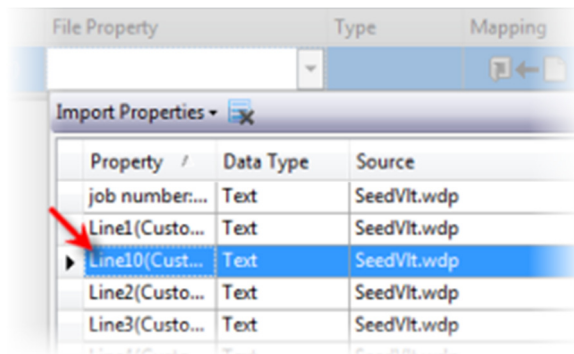 File Property Type Mapping
Import Properties
Property / Data Type Source
job number:... Text SeedVlt.wdp
Line1(Custo... Text SeedVlt.wdp
Line10(Cust... Text SeedVlt.wdp
Line2(Custo... Text SeedVlt.wdp
Line3(Custo... Text SeedVlt.wdp